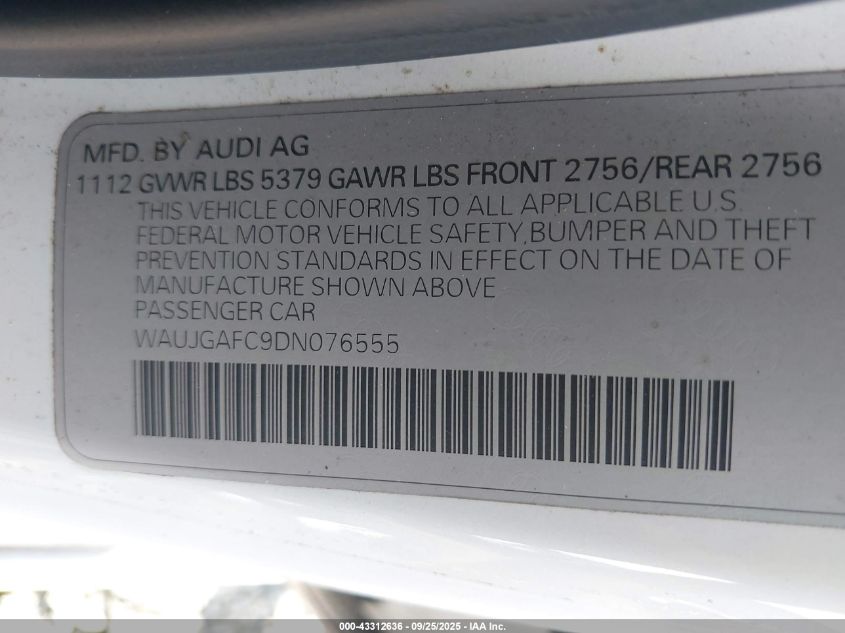 MFD. BY AUDI AG
1112 GVWR LBS 5379 GAWR LBS FRONT 2756/REAR 2756
THIS VEHICLE CONFORMS TO ALL APPLICABLE U.S.
FEDERAL MOTOR VEHICLE SAFETY, BUMPER AND THEFT
PREVENTION STANDARDS IN EFFECT ON THE DATE OF
MANUFACTURE SHOWN ABOVE
PASSENGER CAR
WAUJGAFC9DN076555
000-43312636 - 09/25/2025 - IAA Inc.